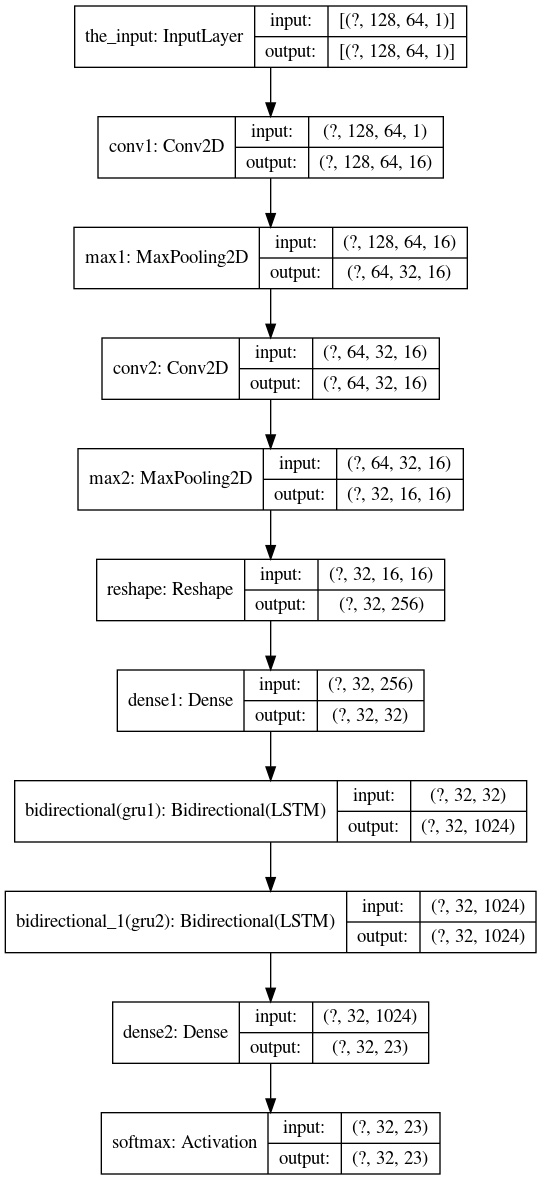 the_input: InputLayer input: [(?, 128, 64, 1)]
output: [(?, 128, 64, 1)]
conv1: Conv2D input: (?, 128, 64, 1)
output: (?, 128, 64, 16)
max1: MaxPooling2D input: (?, 128, 64, 16)
output: (?, 64, 32, 16)
conv2: Conv2D input: (?, 64, 32, 16)
output: (?, 64, 32, 16)
max2: MaxPooling2D input: (?, 64, 32, 16)
output: (?, 32, 16, 16)
reshape: Reshape input: (?, 32, 16, 16)
output: (?, 32, 256)
dense1: Dense input: (?, 32, 256)
output: (?, 32, 32)
bidirectional(gru1): Bidirectional(LSTM) input: (?, 32, 32)
output: (?, 32, 1024)
bidirectional_1(gru2): Bidirectional(LSTM) input: (?, 32, 1024)
output: (?, 32, 1024)
dense2: Dense input: (?, 32, 1024)
output: (?, 32, 23)
softmax: Activation input: (?, 32, 23)
output: (?, 32, 23)